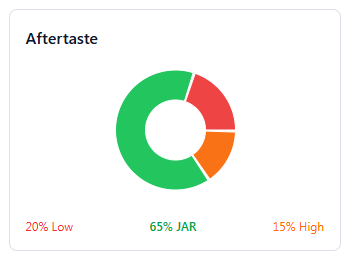 Aftertaste
20% Low
65% JAR
15% High